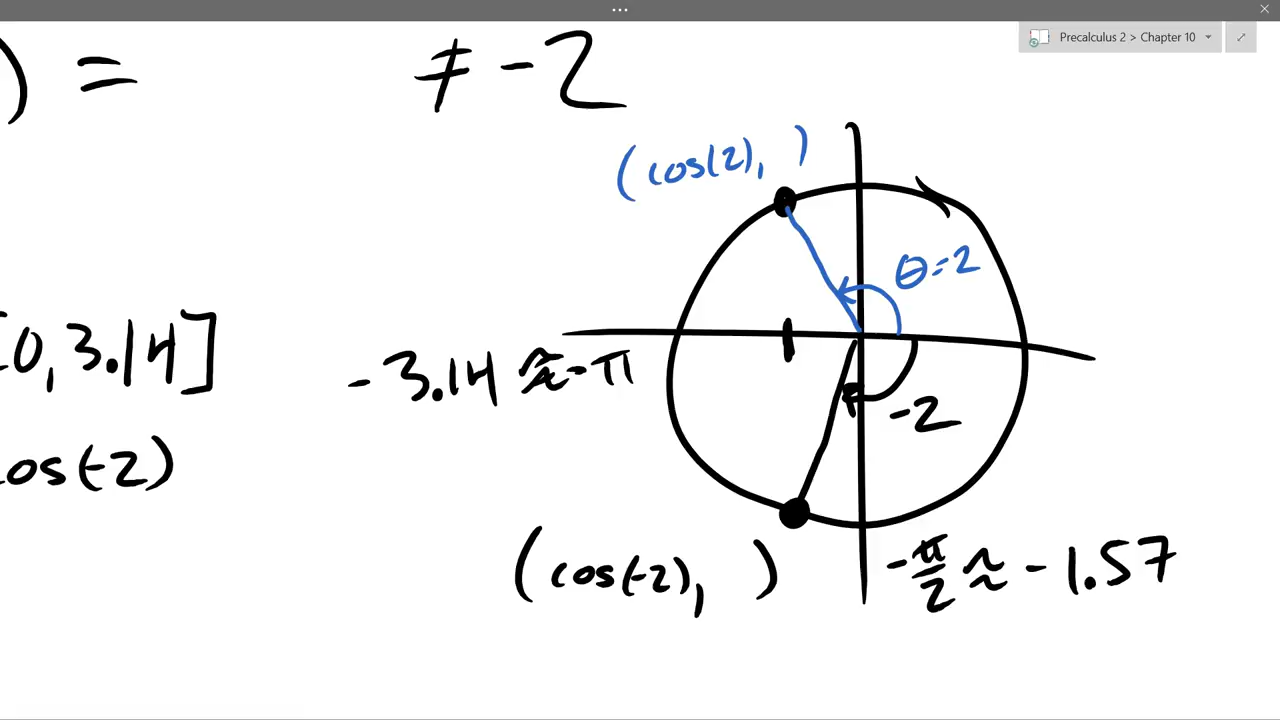 Precalculus 2 > Chapter 10
) = ≠ -2
(cos(2), )
θ=2
[0, 3.14]
-3.14 ≈ -π
-2
cos(-2)
(cos(-2), )
-π/2 ≈ -1.57